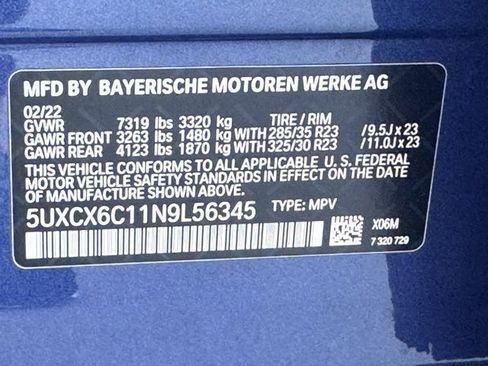 MFD BY BAYERISCHE MOTOREN WERKE AG
02/22
GVWR 7319 lbs 3320 kg TIRE / RIM
GAWR FRONT 3263 lbs 1480 kg WITH 285/35 R23 /9.5J x 23
GAWR REAR 4123 lbs 1870 kg WITH 325/30 R23 /11.0J x 23
THIS VEHICLE CONFORMS TO ALL APPLICABLE U. S. FEDERAL
MOTOR VEHICLE SAFETY STANDARDS IN EFFECT ON THE DATE
OF MANUFACTURE SHOWN ABOVE.
5UXCX6C11N9L56345 TYPE: MPV
X06M
7 320 729